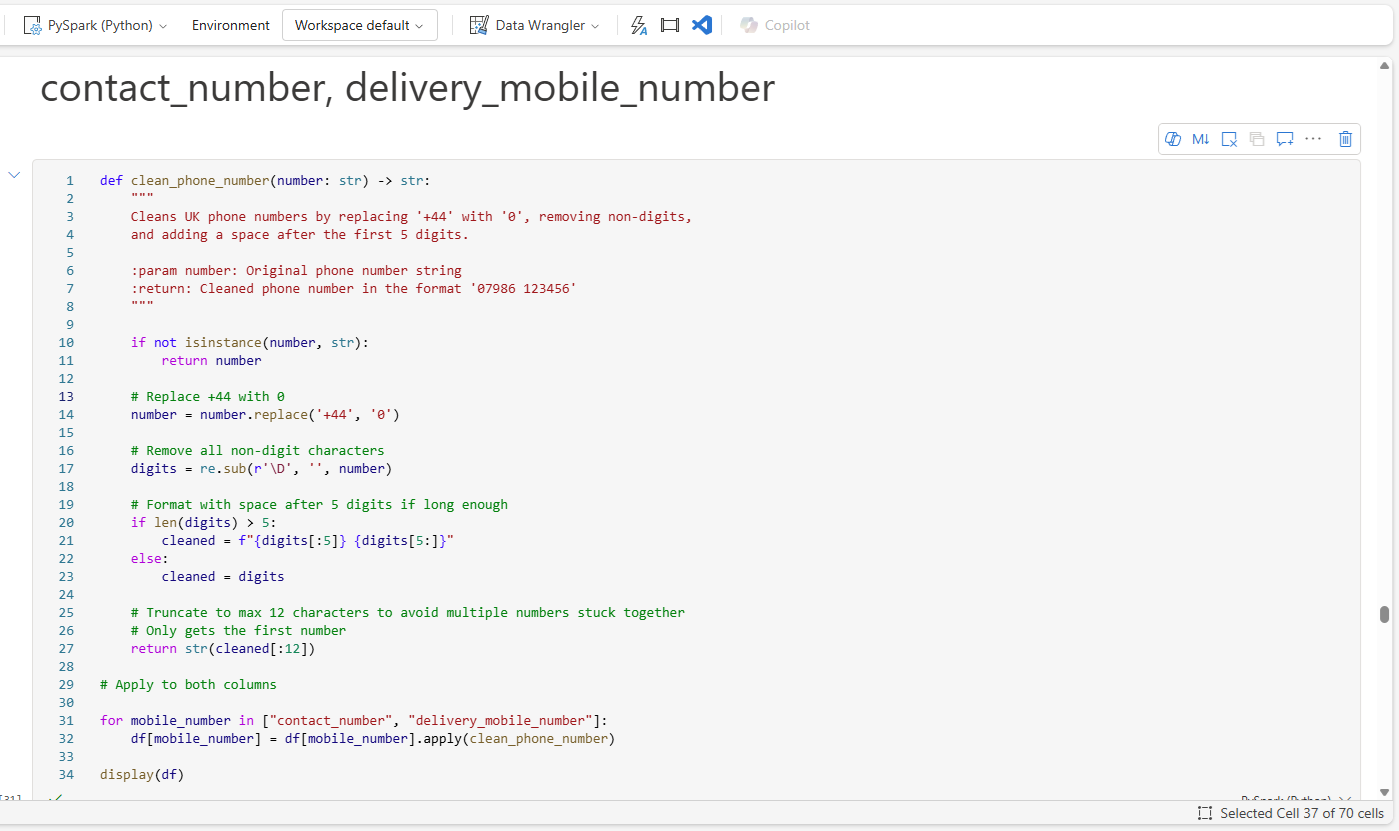 PySpark (Python) Environment Workspace default Data Wrangler Copilot
contact_number, delivery_mobile_number
M↓ ...
1 def clean_phone_number(number: str) -> str:
2 """
3 Cleans UK phone numbers by replacing '+44' with '0', removing non-digits,
4 and adding a space after the first 5 digits.
5
6 :param number: Original phone number string
7 :return: Cleaned phone number in the format '07986 123456'
8 """
9
10 if not isinstance(number, str):
11 return number
12
13 # Replace +44 with 0
14 number = number.replace('+44', '0')
15
16 # Remove all non-digit characters
17 digits = re.sub(r'\D', '', number)
18
19 # Format with space after 5 digits if long enough
20 if len(digits) > 5:
21 cleaned = f"{digits[:5]} {digits[5:]}"
22 else:
23 cleaned = digits
24
25 # Truncate to max 12 characters to avoid multiple numbers stuck together
26 # Only gets the first number
27 return str(cleaned[:12])
28
29 # Apply to both columns
30
31 for mobile_number in ["contact_number", "delivery_mobile_number"]:
32 df[mobile_number] = df[mobile_number].apply(clean_phone_number)
33
34 display(df)
[31] PySpark (Python)
Selected Cell 37 of 70 cells